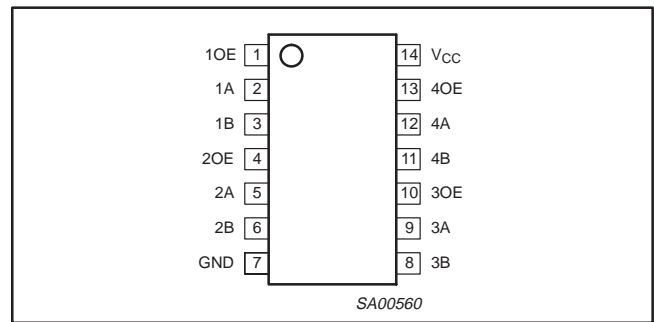 1OE 1 14 VCC
1A 2 13 4OE
1B 3 12 4A
2OE 4 11 4B
2A 5 10 3OE
2B 6 9 3A
GND 7 8 3B
SA00560